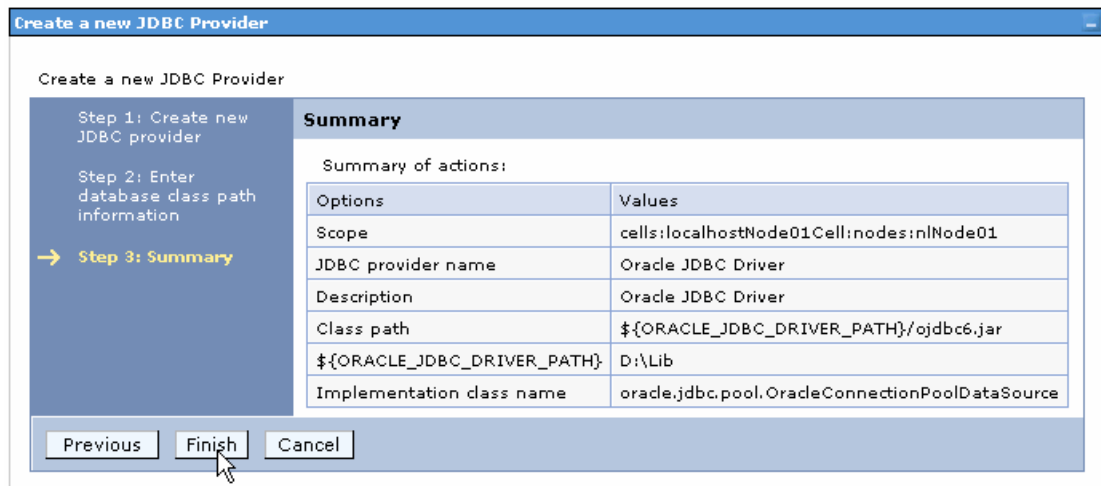 Create a new JDBC Provider
Create a new JDBC Provider
Step 1: Create new
JDBC provider
Step 2: Enter
database class path
information
Step 3: Summary
Summary
Summary of actions:
Options Values
Scope cells:localhostNode01Cell:nodes:nlNode01
JDBC provider name Oracle JDBC Driver
Description Oracle JDBC Driver
Class path ${ORACLE_JDBC_DRIVER_PATH}/ojdbc6.jar
${ORACLE_JDBC_DRIVER_PATH} D:\Lib
Implementation class name oracle.jdbc.pool.OracleConnectionPoolDataSource
Previous Finish Cancel